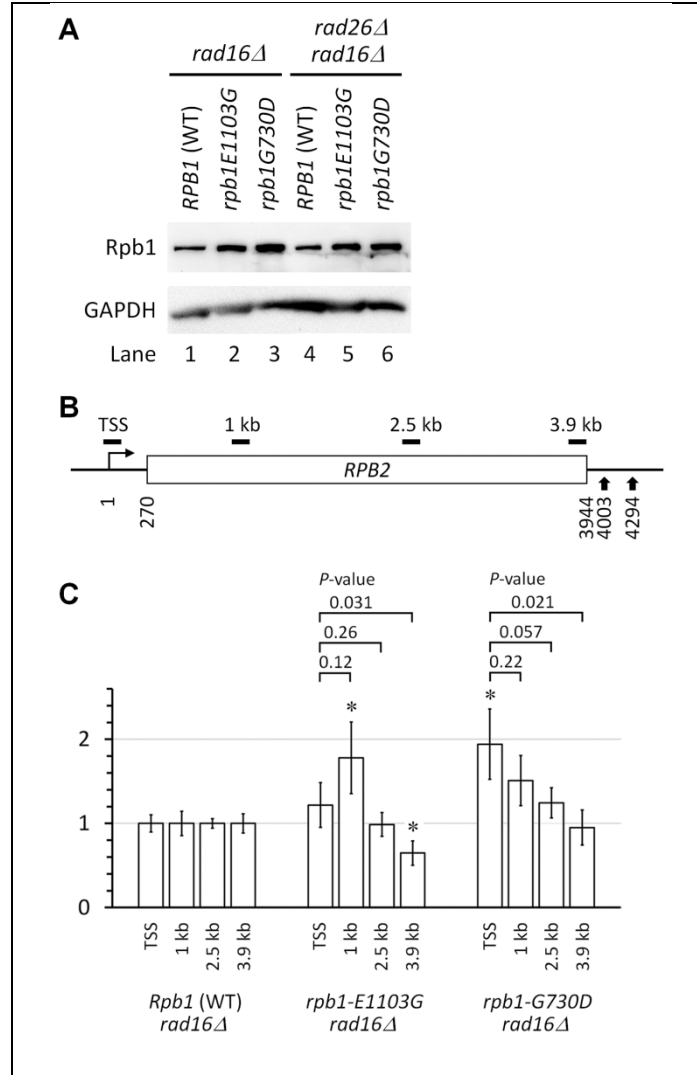 A
rad16Δ
rad26Δ
rad16Δ
RPB1 (WT)
rpb1E1103G
rpb1G730D
RPB1 (WT)
rpb1E1103G
rpb1G730D
Rpb1
GAPDH
Lane 1 2 3 4 5 6
B
TSS 1 kb 2.5 kb 3.9 kb
RPB2
1
270
3944
4003
4294
C
P-value
0.031
0.26
0.12
P-value
0.021
0.057
0.22
*
*
*
2
1
0
TSS
1 kb
2.5 kb
3.9 kb
TSS
1 kb
2.5 kb
3.9 kb
TSS
1 kb
2.5 kb
3.9 kb
Rpb1 (WT)
rad16Δ
rpb1-E1103G
rad16Δ
rpb1-G730D
rad16Δ